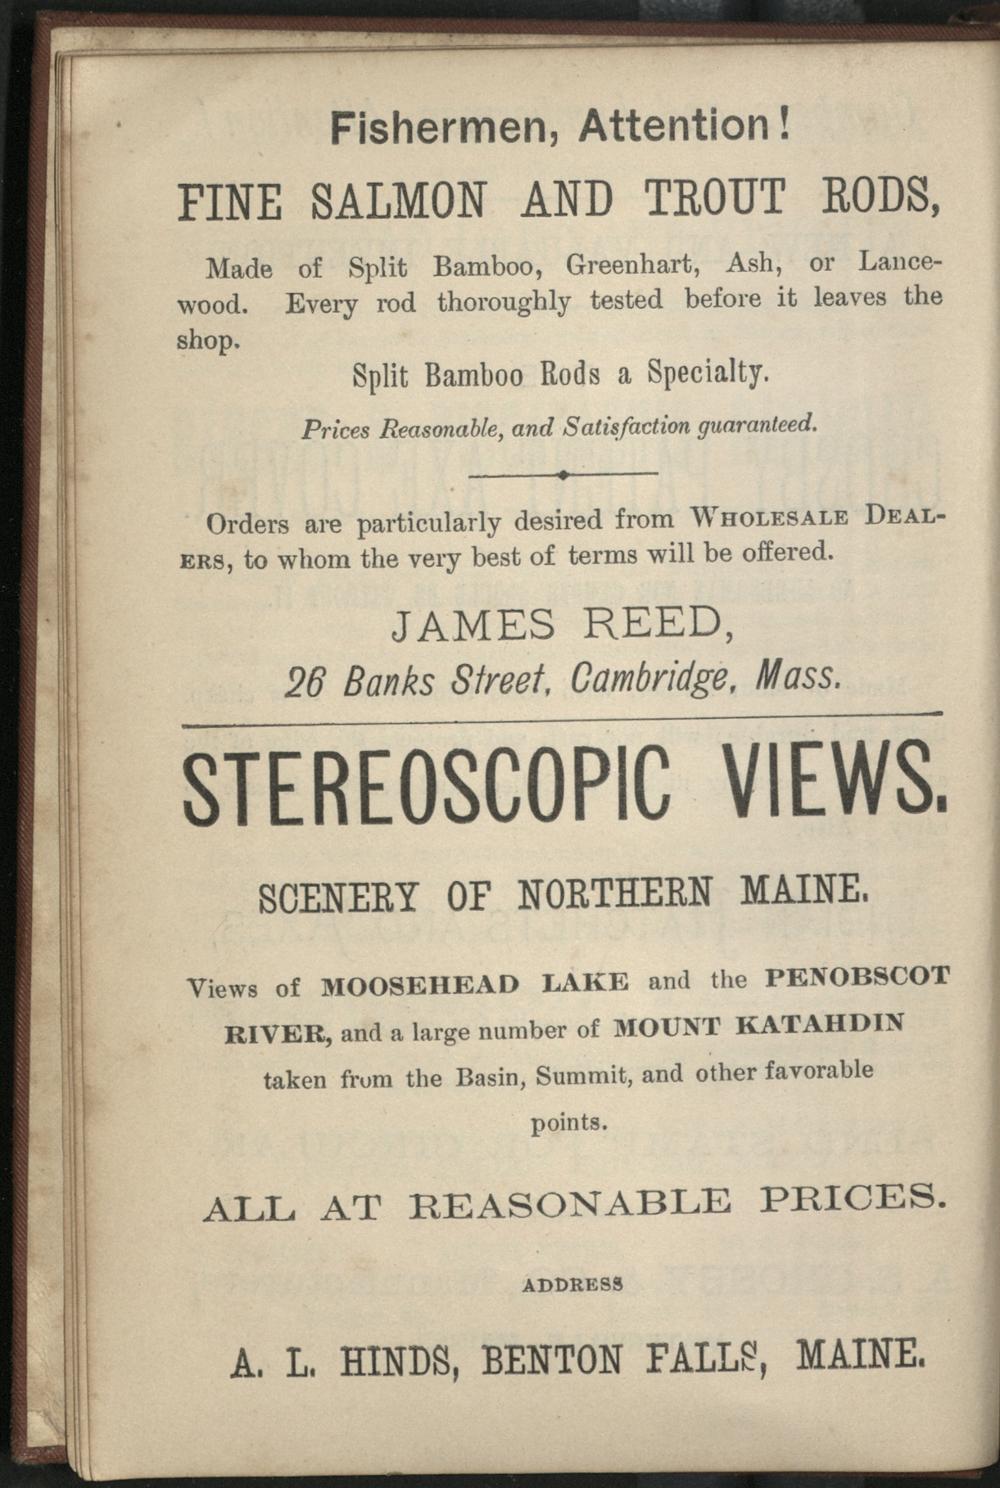 Fishermen, Attention!
FINE SALMON AND TROUT RODS,
Made of Split Bamboo, Greenhart, Ash, or Lance-
wood. Every rod thoroughly tested before it leaves the
shop.
Split Bamboo Rods a Specialty.
Prices Reasonable, and Satisfaction guaranteed.
Orders are particularly desired from WHOLESALE DEAL-
ERS, to whom the very best of terms will be offered.
JAMES REED,
26 Banks Street, Cambridge, Mass.
STEREOSCOPIC VIEWS.
SCENERY OF NORTHERN MAINE.
Views of MOOSEHEAD LAKE and the PENOBSCOT
RIVER, and a large number of MOUNT KATAHDIN
taken from the Basin, Summit, and other favorable
points.
ALL AT REASONABLE PRICES.
ADDRESS
A. L. HINDS, BENTON FALLS, MAINE.